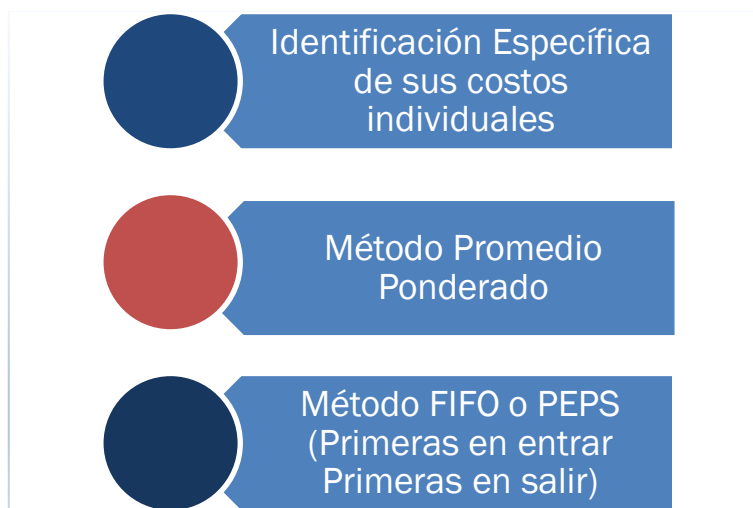 Identificación Específica
de sus costos
individuales
Método Promedio
Ponderado
Método FIFO o PEPS
(Primeras en entrar
Primeras en salir)